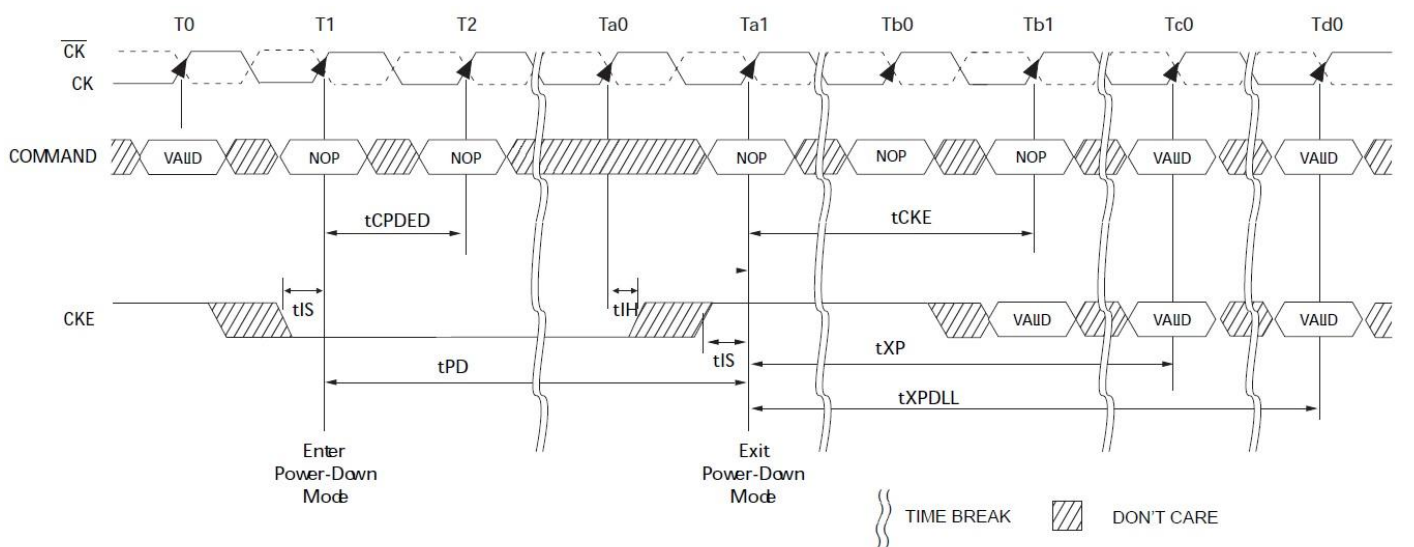 T0 T1 T2 Ta0 Ta1 Tb0 Tb1 Tc0 Td0
CK
CK
COMMAND VALID NOP NOP NOP NOP NOP VALID VALID
tCPDED tCKE
tIS tIH
CKE VALID VALID VALID
tIS
tPD tXP
tXPDLL
Enter
Power-Down
Mode
Exit
Power-Down
Mode
TIME BREAK DON'T CARE